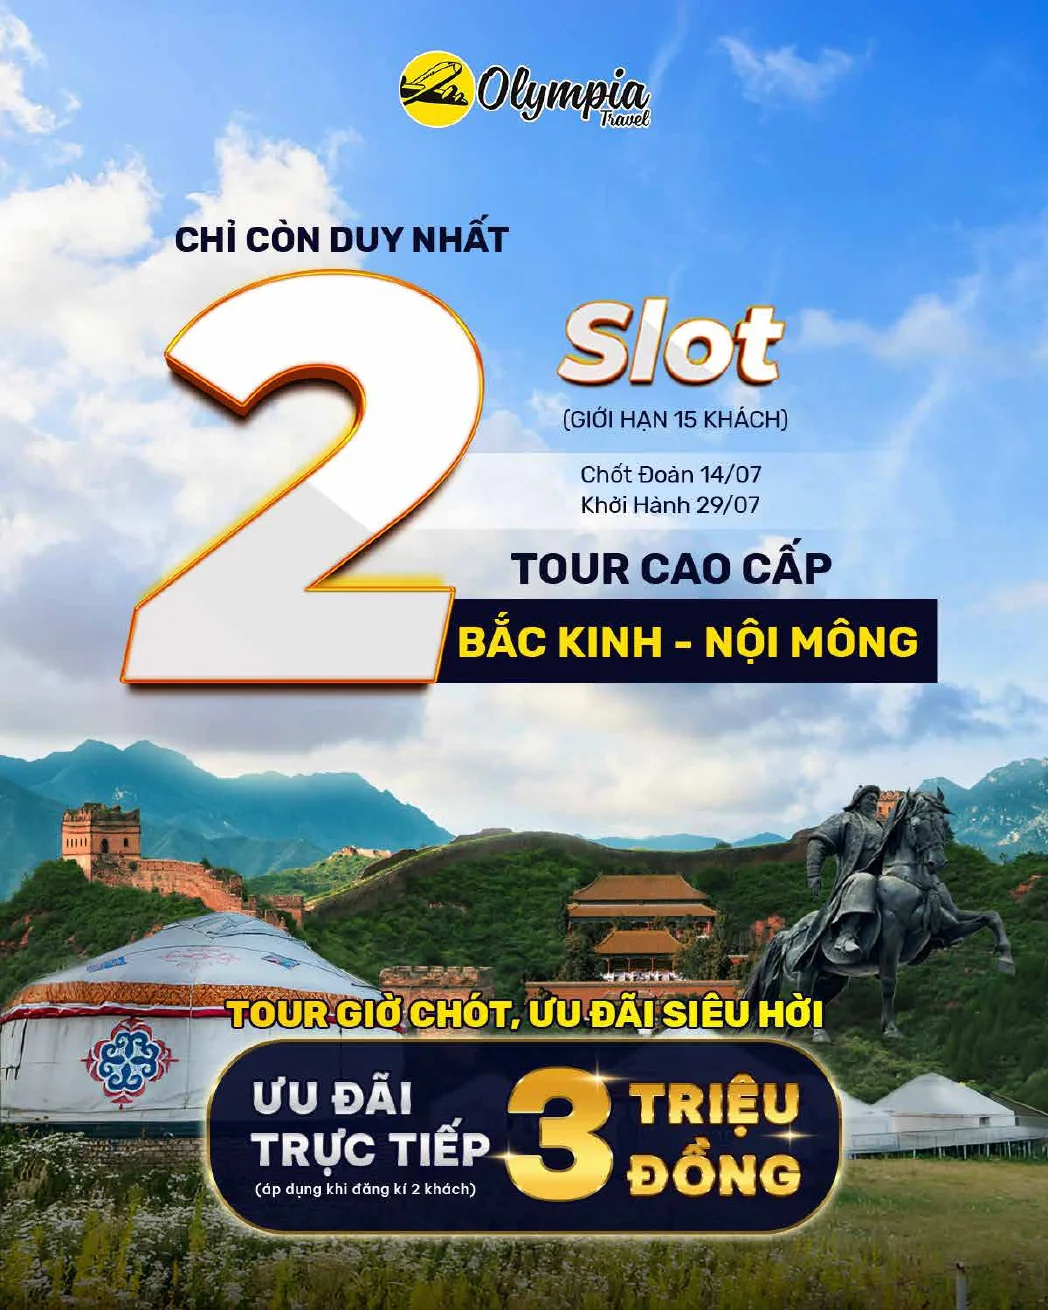 Olympia
Travel
CHỈ CÒN DUY NHẤT
2
Slot
(GIỚI HẠN 15 KHÁCH)
Chốt Đoàn 14/07
Khởi Hành 29/07
TOUR CAO CẤP
BẮC KINH - NỘI MÔNG
TOUR GIỜ CHÓT, ƯU ĐÃI SIÊU HỜI
ƯU ĐÃI
TRỰC TIẾP
(áp dụng khi đăng kí 2 khách)
3
TRIỆU
ĐỒNG